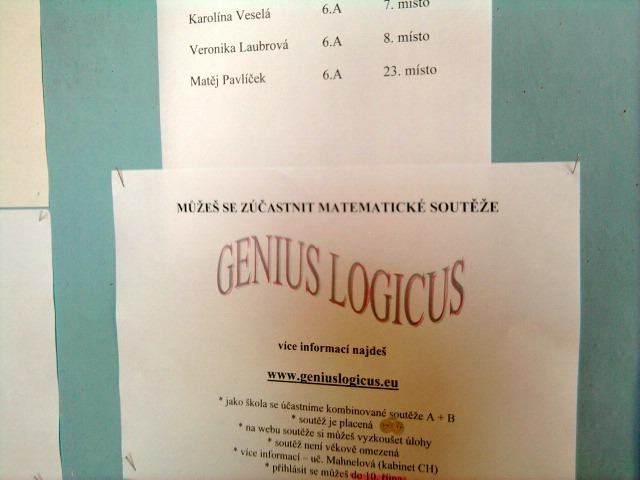 Karolína Veselá 6.A 7. místo
Veronika Laubrová 6.A 8. místo
Matěj Pavlíček 6.A 23. místo
MŮŽEŠ SE ZÚČASTNIT MATEMATICKÉ SOUTĚŽE
GENIUS LOGICUS
více informací najdeš
www.geniuslogicus.eu
* jako škola se účastníme kombinované soutěže A + B
* soutěž je placená
* na webu soutěže si můžeš vyzkoušet úlohy
* soutěž není věkově omezená
* více informací – uč. Mahnelová (kabinet CH)
* přihlásit se můžeš do 10. října